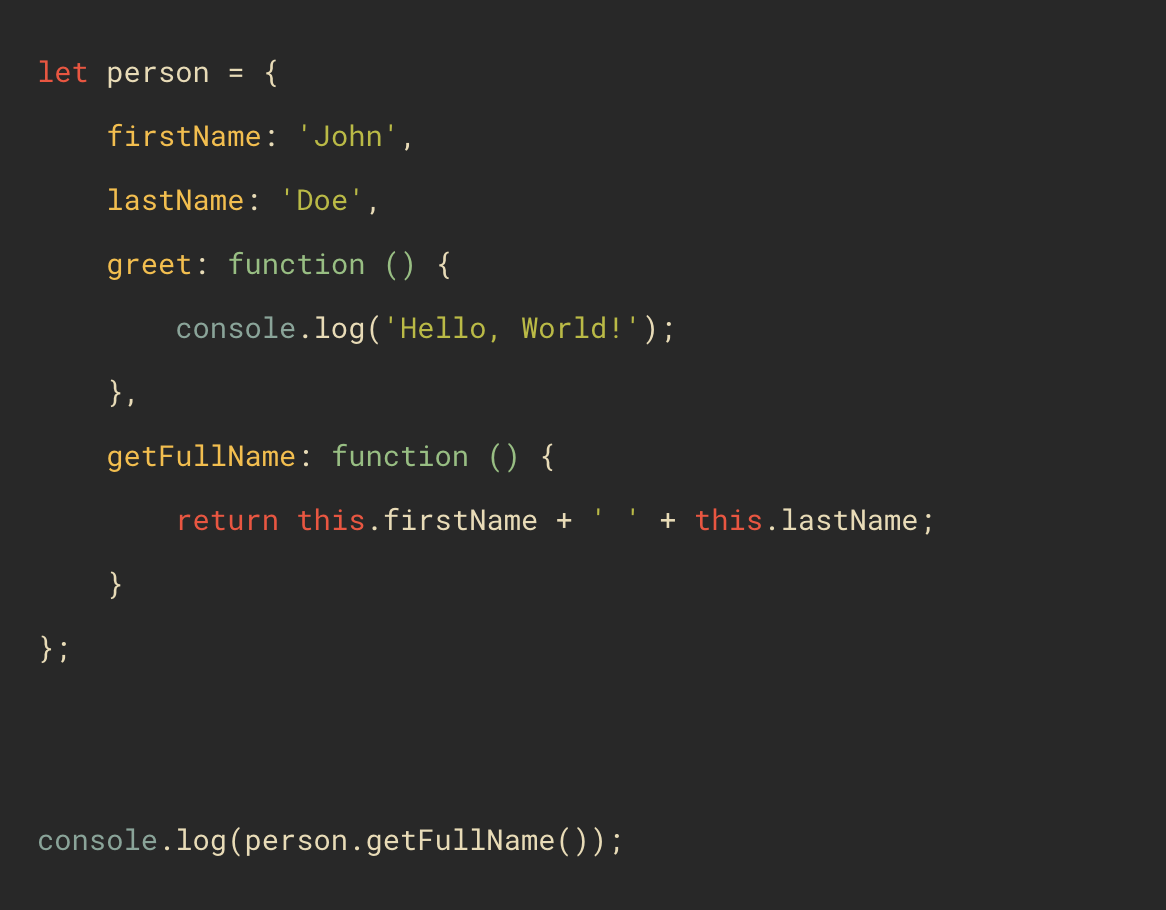 let person = {
    firstName: 'John',
    lastName: 'Doe',
    greet: function () {
        console.log('Hello, World!');
    },
    getFullName: function () {
        return this.firstName + ' ' + this.lastName;
    }
};
console.log(person.getFullName());